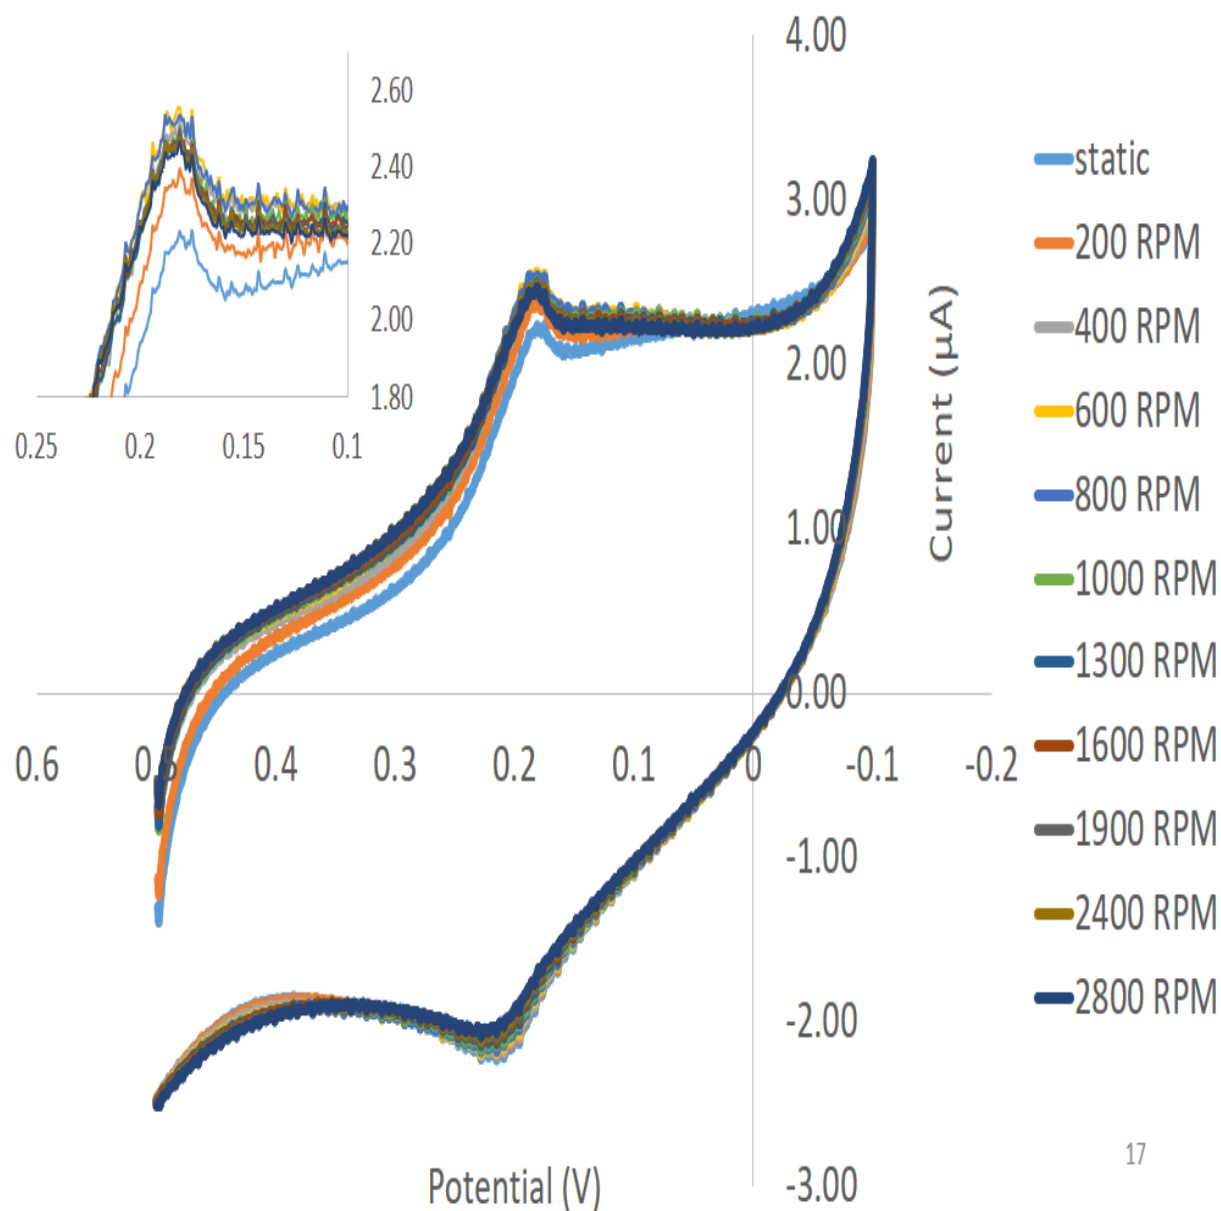 4.00
3.00
2.00
1.00
0.00
-1.00
-2.00
-3.00
Current (µA)
0.6
0.5
0.4
0.3
0.2
0.1
0
-0.1
-0.2
Potential (V)
2.60
2.40
2.20
2.00
1.80
0.25
0.2
0.15
0.1
static
200 RPM
400 RPM
600 RPM
800 RPM
1000 RPM
1300 RPM
1600 RPM
1900 RPM
2400 RPM
2800 RPM
17